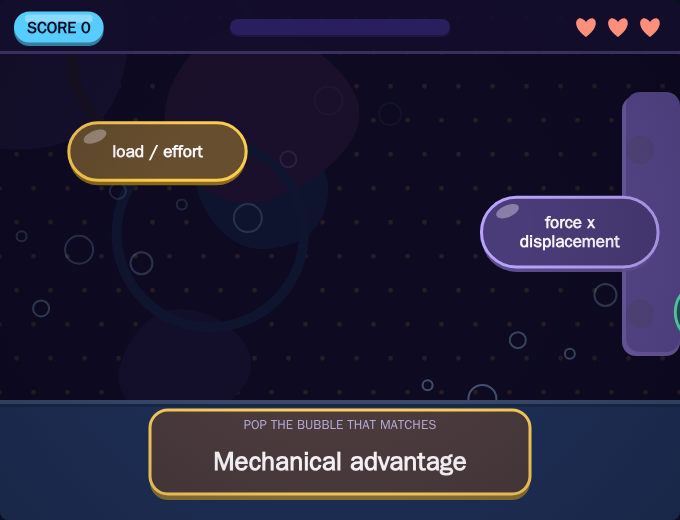 SCORE 0
load / effort
force x
displacement
POP THE BUBBLE THAT MATCHES
Mechanical advantage